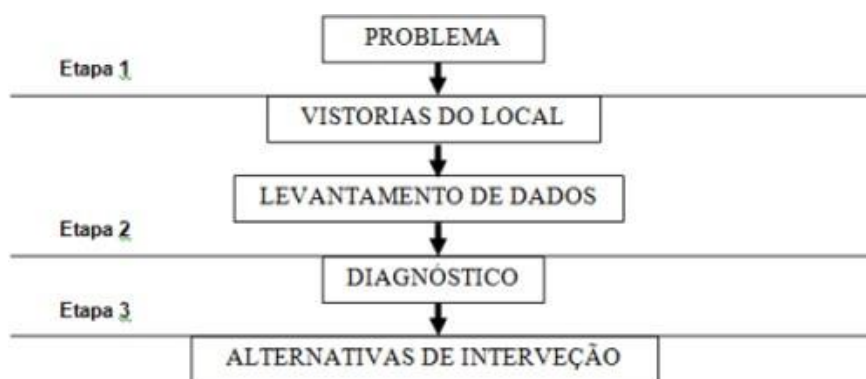 PROBLEMA
Etapa 1
VISTORIAS DO LOCAL
LEVANTAMENTO DE DADOS
Etapa 2
DIAGNÓSTICO
Etapa 3
ALTERNATIVAS DE INTERVEÇÃO